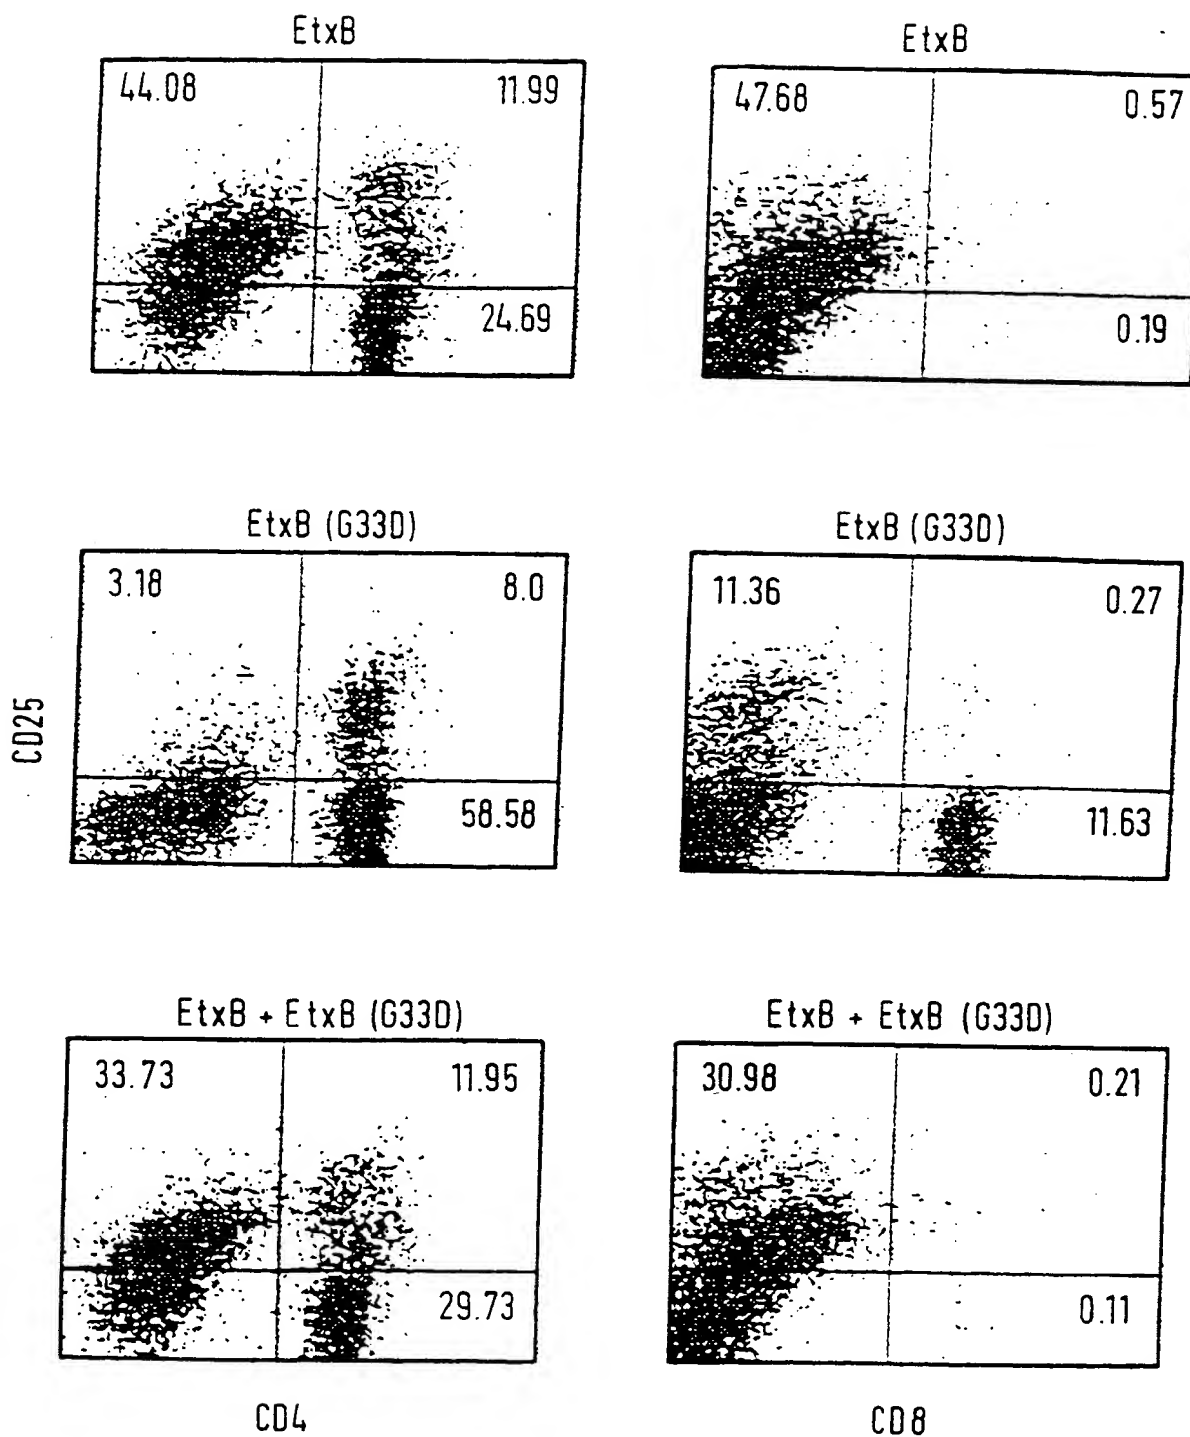 EtxB
EtxB
44.08
11.99
24.69
47.68
0.57
0.19
EtxB (G33D)
EtxB (G33D)
3.18
8.0
58.58
11.36
0.27
11.63
CD25
EtxB + EtxB (G33D)
EtxB + EtxB (G33D)
33.73
11.95
29.73
30.98
0.21
0.11
CD4
CD8